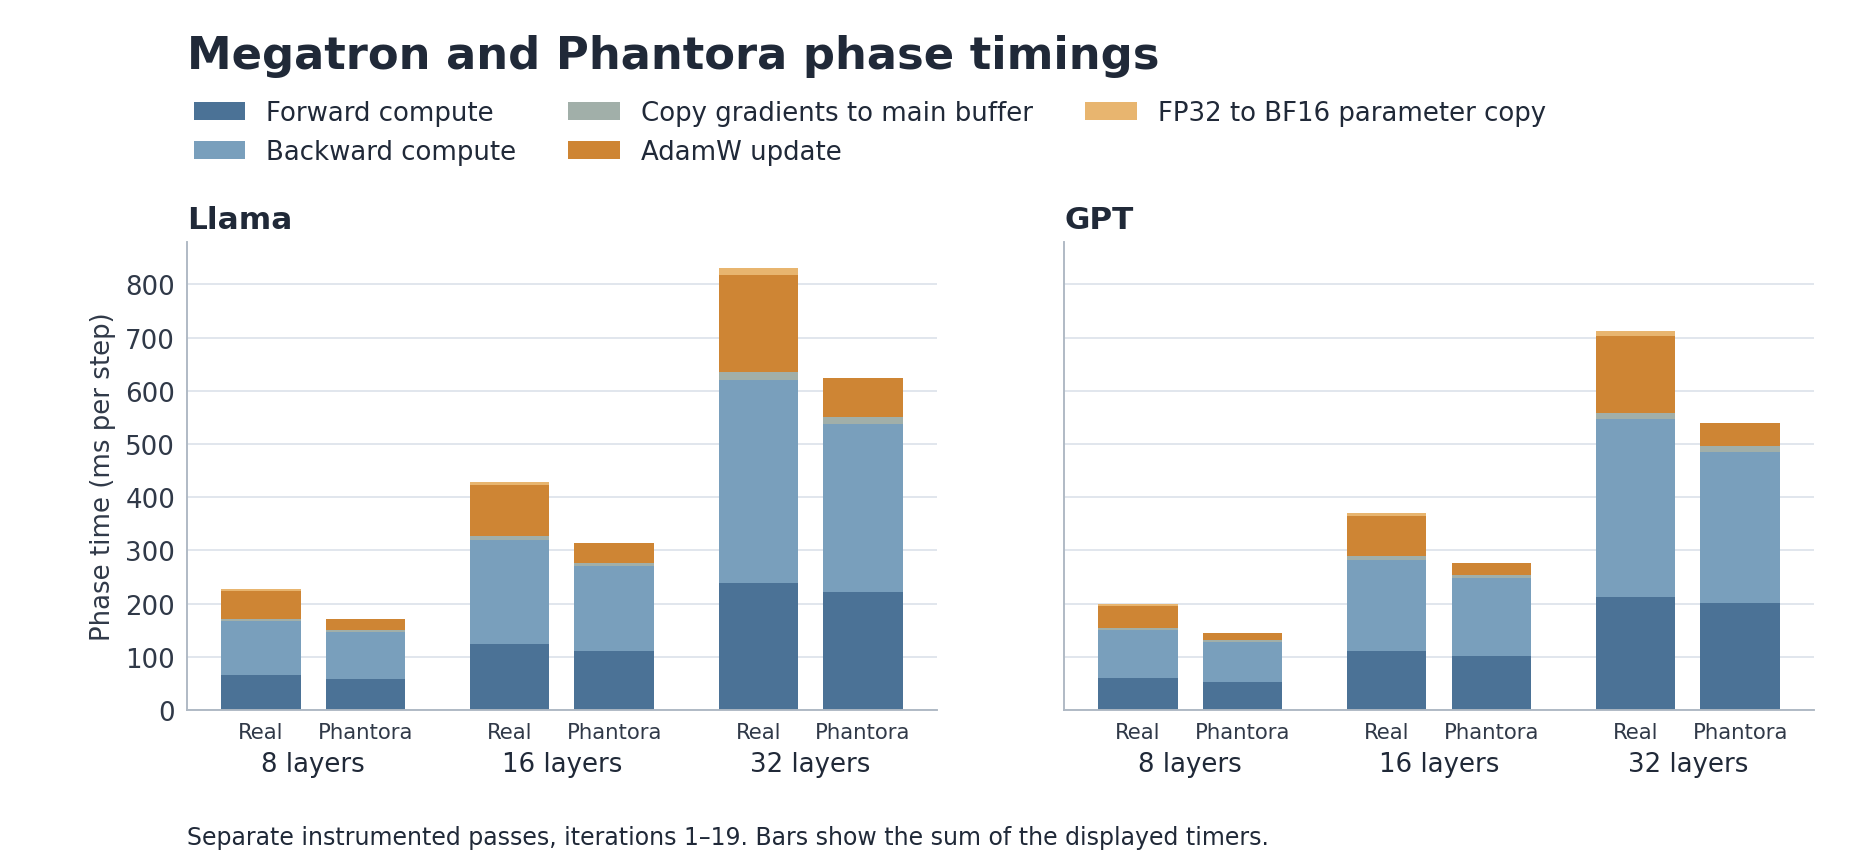 Megatron and Phantora phase timings
Forward compute
Copy gradients to main buffer
FP32 to BF16 parameter copy
Backward compute
AdamW update
Llama
GPT
Phase time (ms per step)
800
700
600
500
400
300
200
100
0
Real Phantora Real Phantora Real Phantora
8 layers 16 layers 32 layers
Real Phantora Real Phantora Real Phantora
8 layers 16 layers 32 layers
Separate instrumented passes, iterations 1–19. Bars show the sum of the displayed timers.